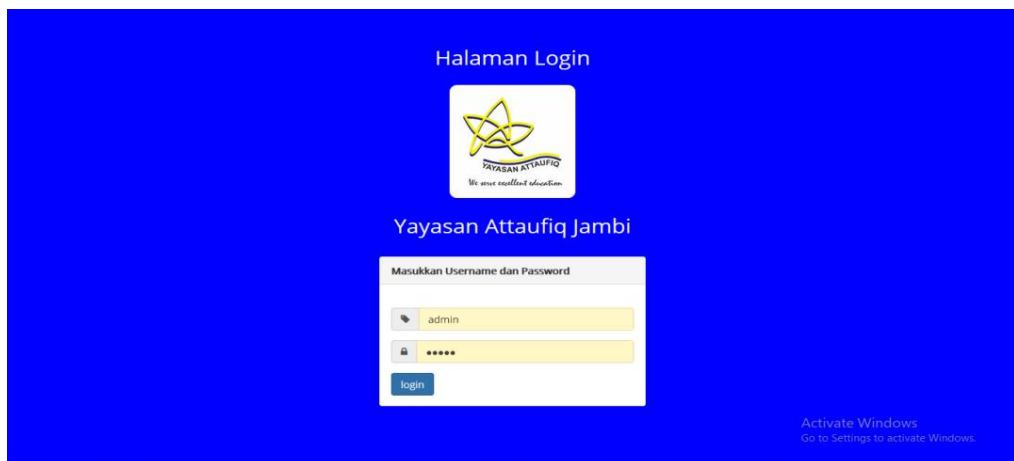 Halaman Login
YAYASAN ATTAUFIQ
We serve excellent education
Yayasan Attaufiq Jambi
Masukkan Username dan Password
admin
•••••
login
Activate Windows
Go to Settings to activate Windows.